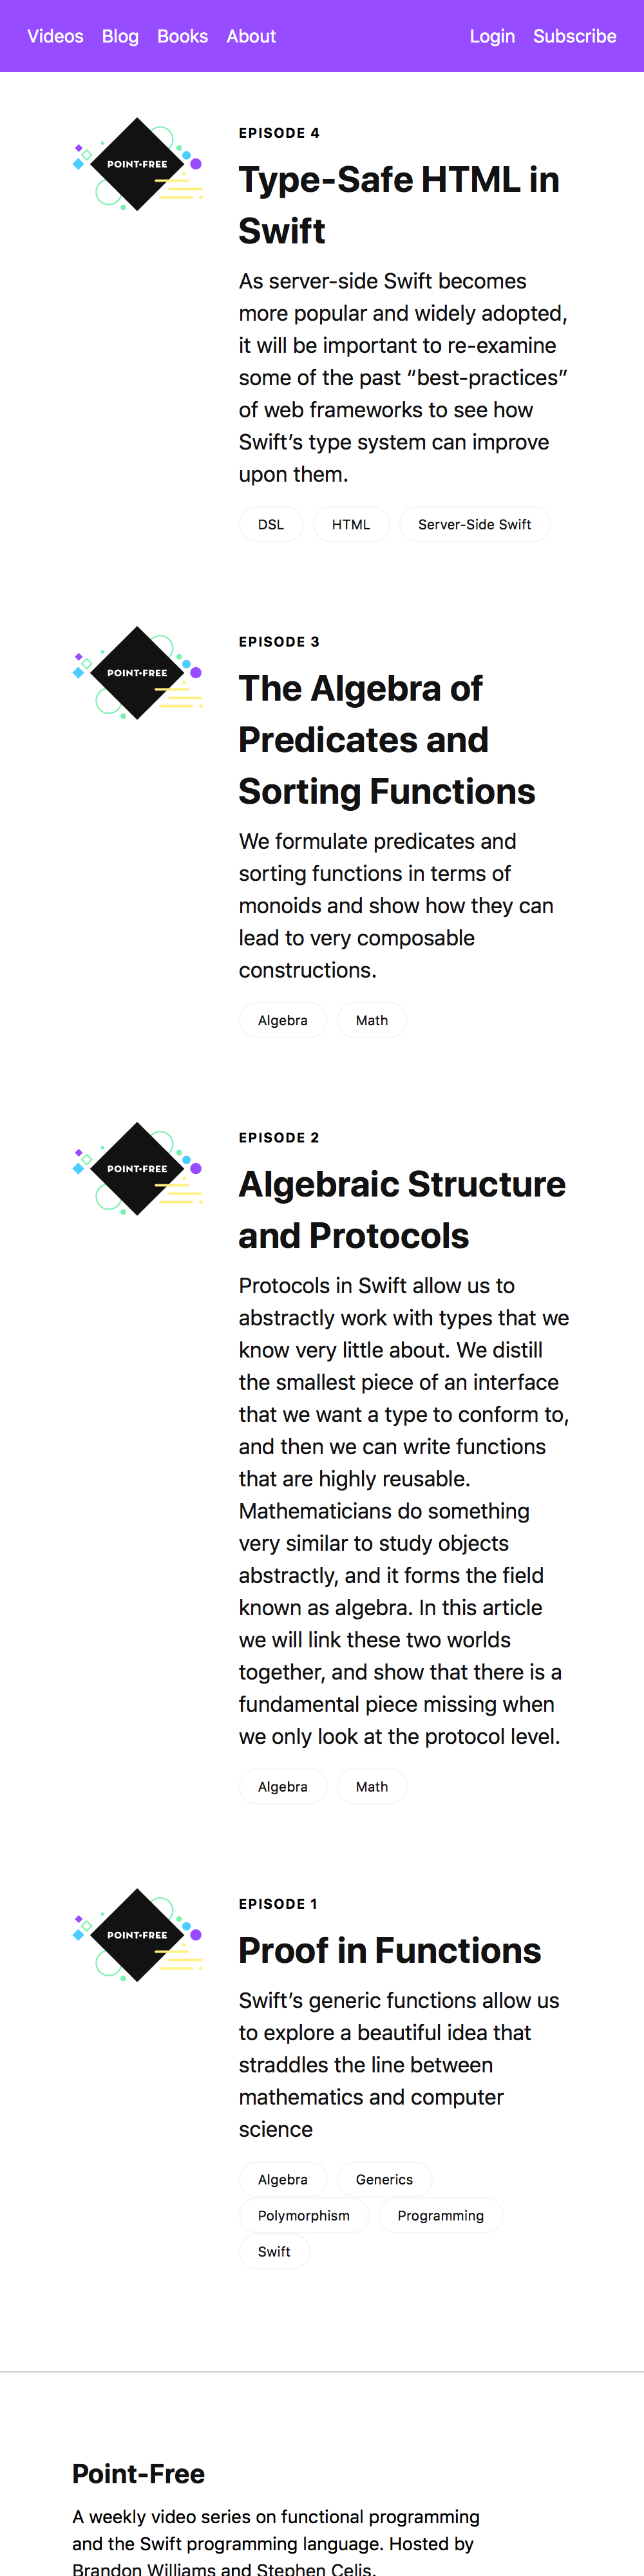 Videos Blog Books About Login Subscribe
POINT•FREE
EPISODE 4
Type-Safe HTML in
Swift
As server-side Swift becomes
more popular and widely adopted,
it will be important to re-examine
some of the past “best-practices”
of web frameworks to see how
Swift’s type system can improve
upon them.
DSL HTML Server-Side Swift
POINT•FREE
EPISODE 3
The Algebra of
Predicates and
Sorting Functions
We formulate predicates and
sorting functions in terms of
monoids and show how they can
lead to very composable
constructions.
Algebra Math
POINT•FREE
EPISODE 2
Algebraic Structure
and Protocols
Protocols in Swift allow us to
abstractly work with types that we
know very little about. We distill
the smallest piece of an interface
that we want a type to conform to,
and then we can write functions
that are highly reusable.
Mathematicians do something
very similar to study objects
abstractly, and it forms the field
known as algebra. In this article
we will link these two worlds
together, and show that there is a
fundamental piece missing when
we only look at the protocol level.
Algebra Math
POINT•FREE
EPISODE 1
Proof in Functions
Swift’s generic functions allow us
to explore a beautiful idea that
straddles the line between
mathematics and computer
science
Algebra Generics
Polymorphism Programming
Swift
Point-Free
A weekly video series on functional programming
and the Swift programming language. Hosted by
Brandon Williams and Stephen Celis.